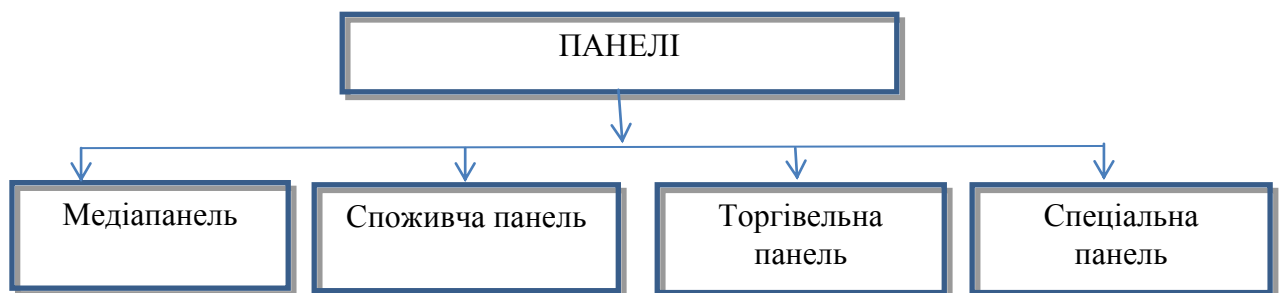 ПАНЕЛІ
Медіапанель
Споживча панель
Торгівельна
панель
Спеціальна
панель